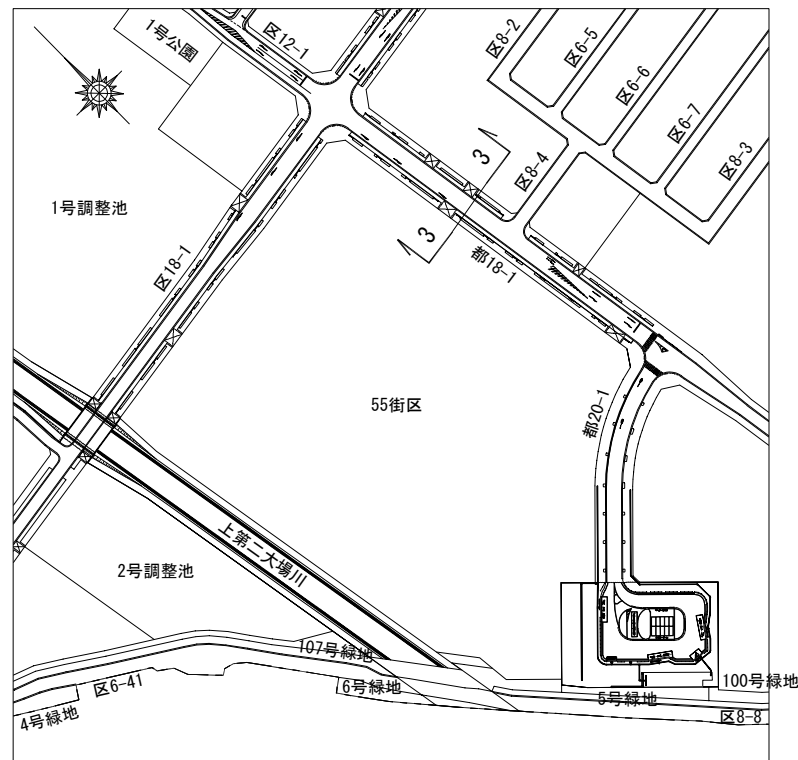 1号公園
区12-1
区8-2
区6-5
区6-6
区6-7
区8-3
区8-4
3
3
1号調整池
区18-1
都18-1
55街区
都20-1
上第二大場川
2号調整池
107号緑地
区6-41
6号緑地
5号緑地
100号緑地
4号緑地
区8-8